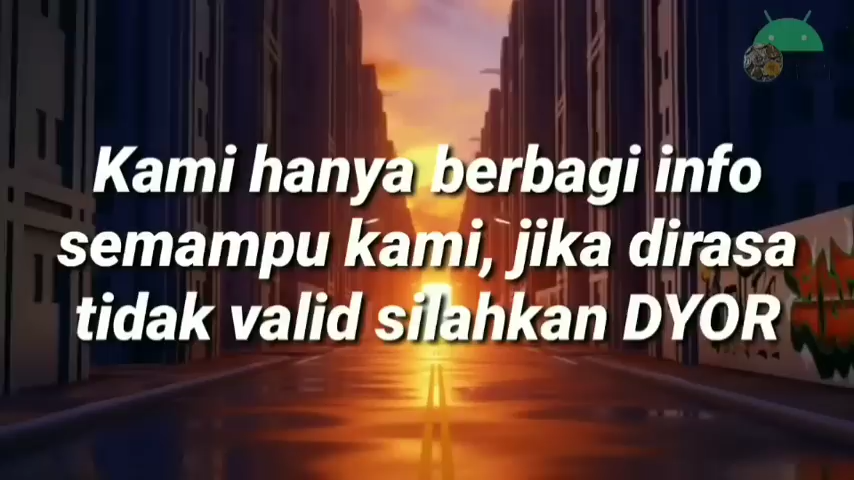 Kami hanya berbagi info
semampu kami, jika dirasa
tidak valid silahkan DYOR